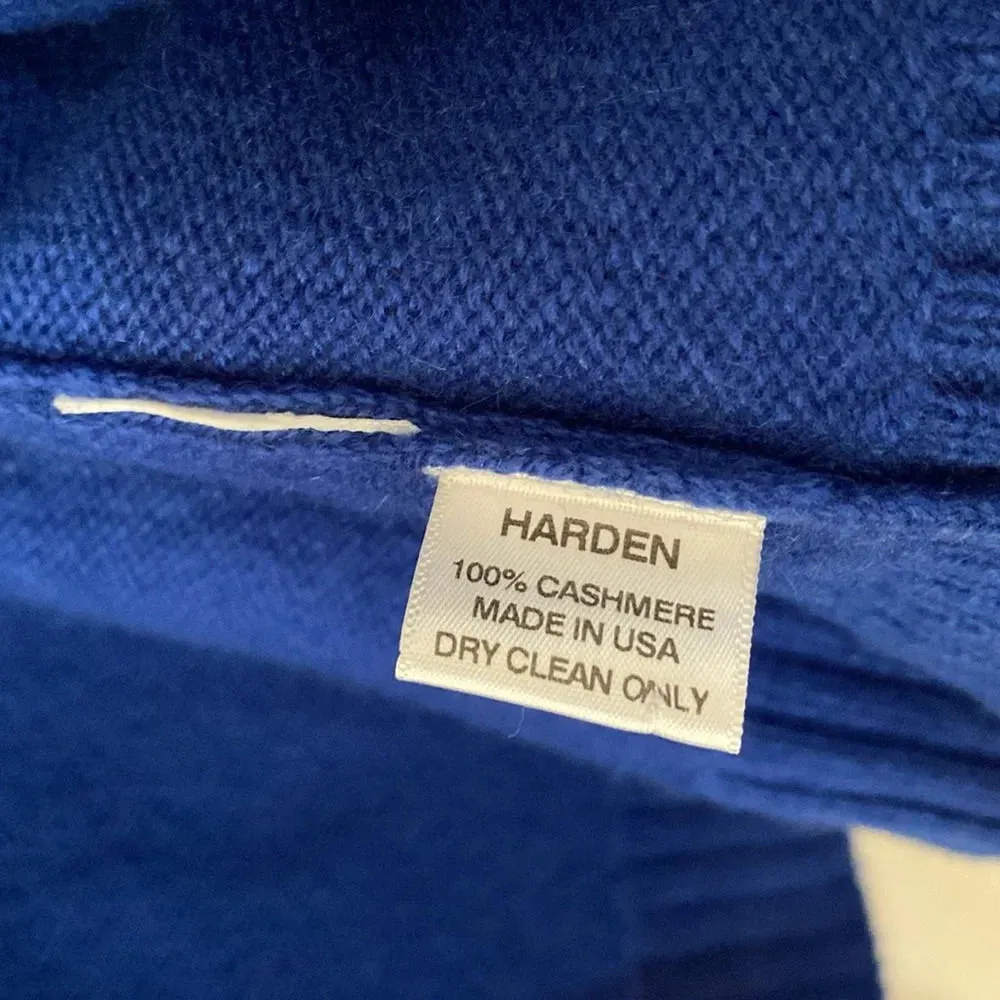 HARDEN
100% CASHMERE
MADE IN USA
DRY CLEAN ONLY